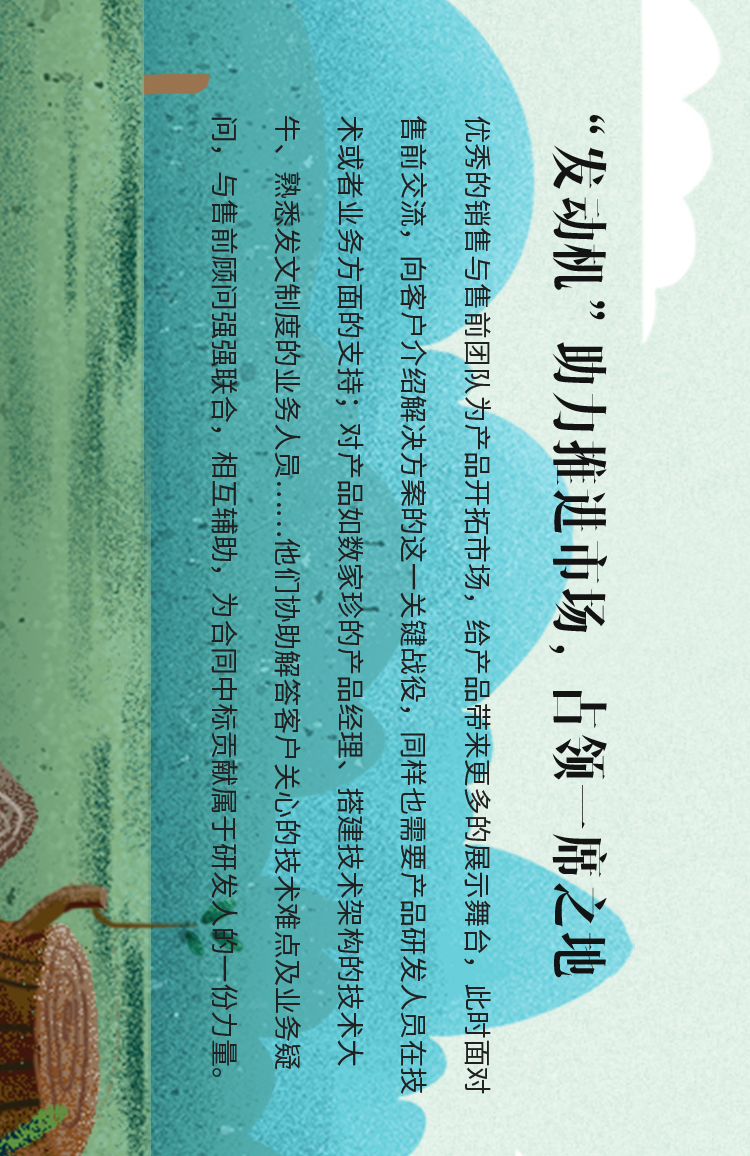 “发动机”助力推进市场，占领一席之地
优秀的销售与售前团队为产品开拓市场，给产品带来更多的展示舞台，此时面对
售前交流，向客户介绍解决方案的这一关键战役，同样也需要产品研发人员在技
术或者业务方面的支持；对产品如数家珍的产品经理、搭建技术架构的技术大
牛、熟悉发文制度的业务人员……他们协助解答客户关心的技术难点及业务疑
问，与售前顾问强强联合，相互辅助，为合同中标贡献属于研发人的一份力量。